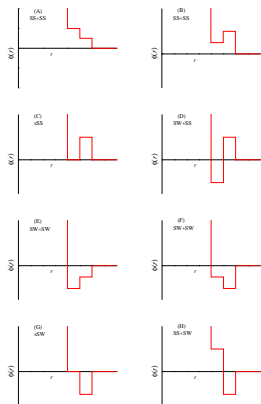 (A)
SS+SS
ϕ(r)
r
(B)
SS+SS
ϕ(r)
r
(C)
sSS
ϕ(r)
r
(D)
SW+SS
ϕ(r)
r
(E)
SW+SW
ϕ(r)
r
(F)
SW+SW
ϕ(r)
r
(G)
sSW
ϕ(r)
r
(H)
SS+SW
ϕ(r)
r